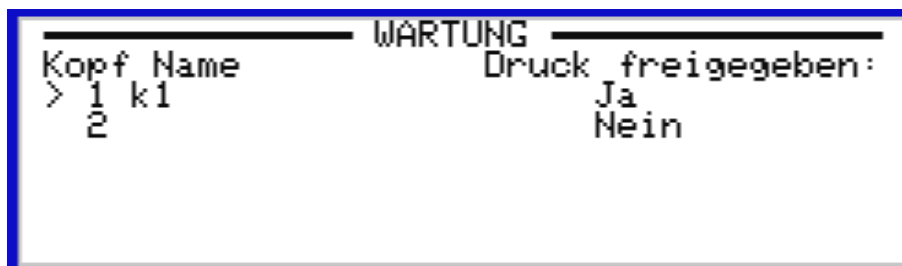 WARTUNG
Kopf Name Druck freigegeben:
> 1 k1 Ja
2 Nein